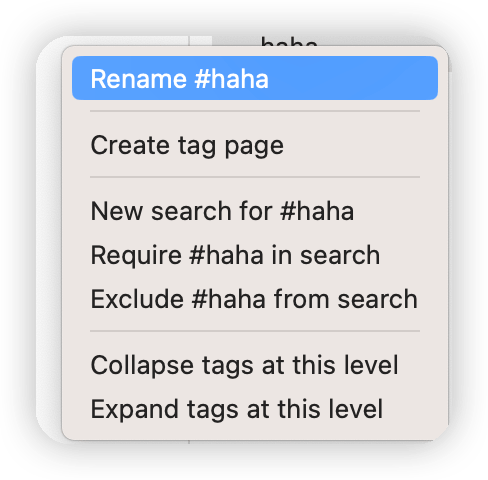 haha
Rename #haha
Create tag page
New search for #haha
Require #haha in search
Exclude #haha from search
Collapse tags at this level
Expand tags at this level